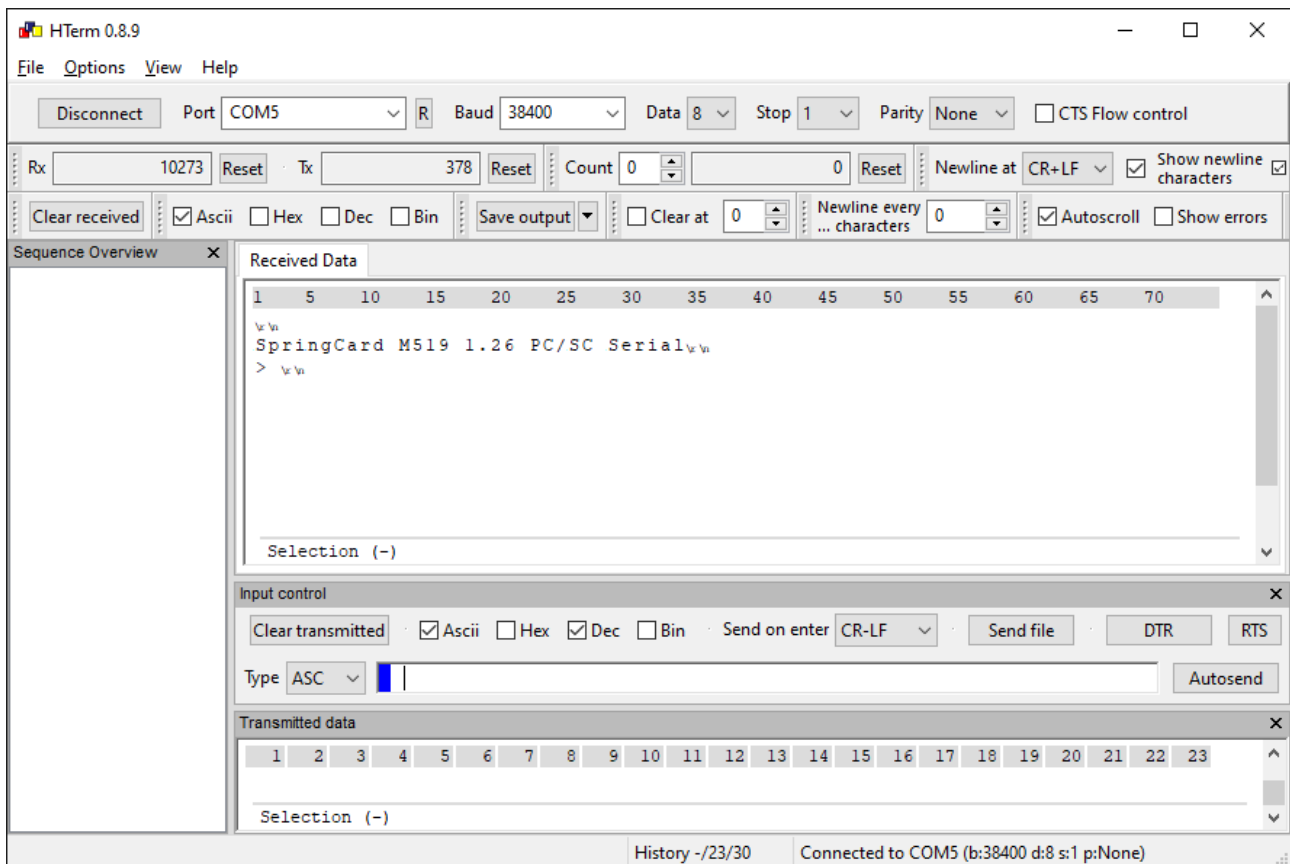 HTerm 0.8.9
File Options View Help
Disconnect Port COM5 R Baud 38400 Data 8 Stop 1 Parity None CTS Flow control
Rx 10273 Reset Tx 378 Reset Count 0 0 Reset Newline at CR+LF Show newline characters
Clear received Ascii Hex Dec Bin Save output Clear at 0 Newline every ... characters 0 Autoscroll Show errors
Sequence Overview
Received Data
1 5 10 15 20 25 30 35 40 45 50 55 60 65 70
\r\n
SpringCard M519 1.26 PC/SC Serial\r\n
> \r\n
Selection (-)
Input control
Clear transmitted Ascii Hex Dec Bin Send on enter CR-LF Send file DTR RTS
Type ASC Autosend
Transmitted data
1 2 3 4 5 6 7 8 9 10 11 12 13 14 15 16 17 18 19 20 21 22 23
Selection (-)
History -/23/30 Connected to COM5 (b:38400 d:8 s:1 p:None)